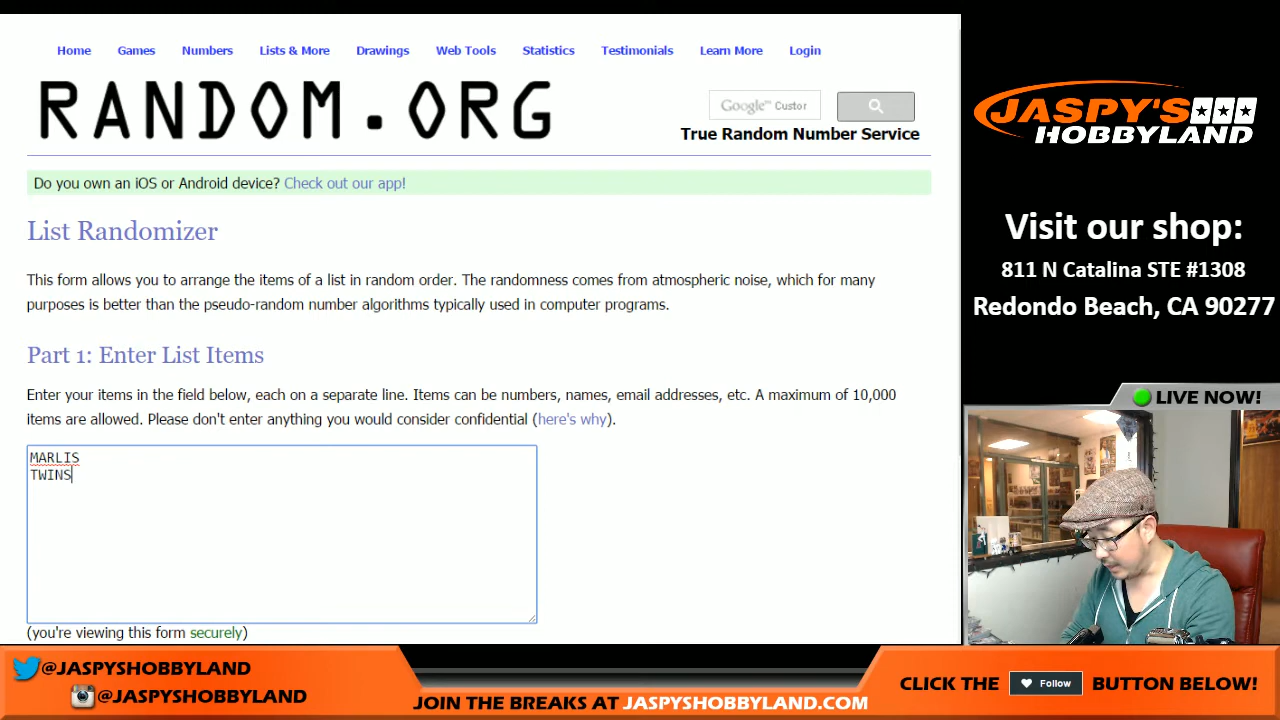 Home Games Numbers Lists & More Drawings Web Tools Statistics Testimonials Learn More Login
RANDOM.ORG
Google™ Custor
True Random Number Service
Do you own an iOS or Android device? Check out our app!
List Randomizer
This form allows you to arrange the items of a list in random order. The randomness comes from atmospheric noise, which for many
purposes is better than the pseudo-random number algorithms typically used in computer programs.
Part 1: Enter List Items
Enter your items in the field below, each on a separate line. Items can be numbers, names, email addresses, etc. A maximum of 10,000
items are allowed. Please don't enter anything you would consider confidential (here's why).
MARLIS
TWINS
(you're viewing this form securely)
JASPY'S
HOBBYLAND
Visit our shop:
811 N Catalina STE #1308
Redondo Beach, CA 90277
LIVE NOW!
@JASPYSHOBBYLAND
@JASPYSHOBBYLAND
JOIN THE BREAKS AT JASPYSHOBBYLAND.COM
CLICK THE Follow BUTTON BELOW!